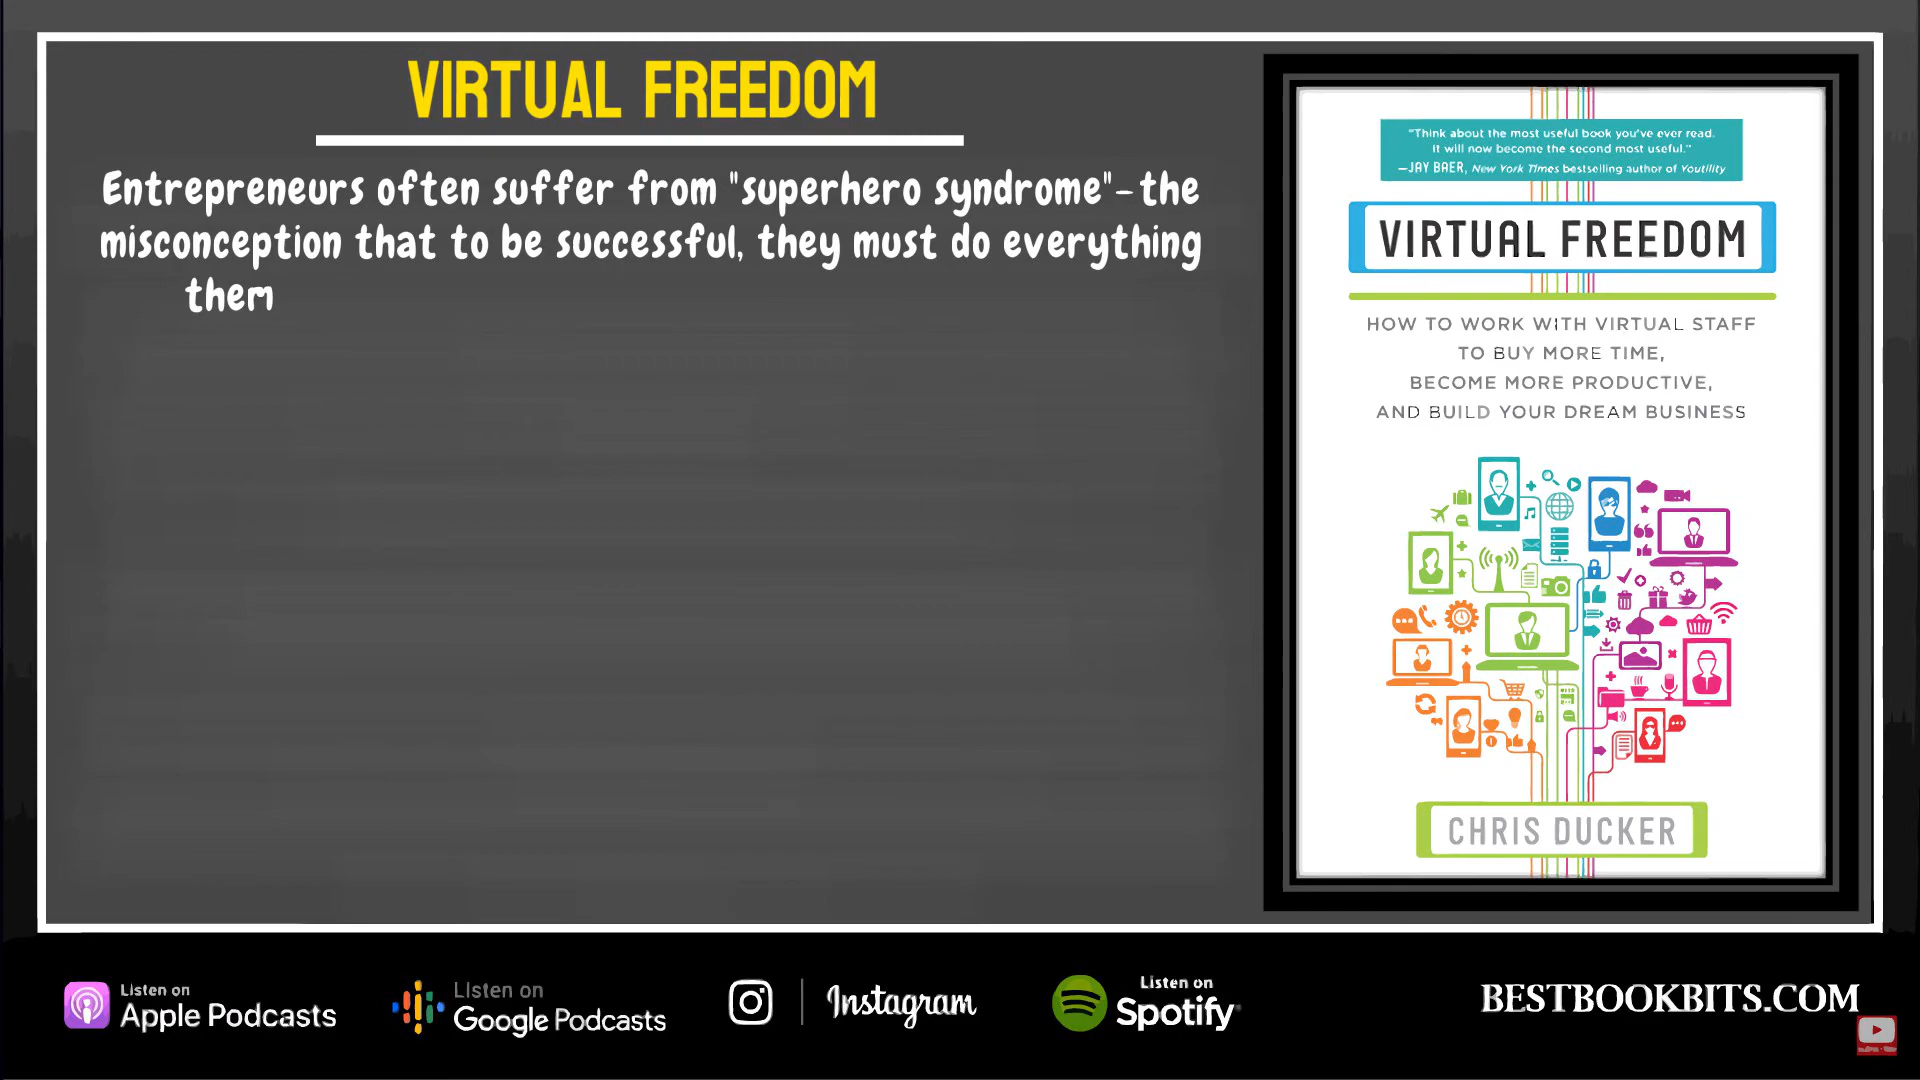 VIRTUAL FREEDOM
Entrepreneurs often suffer from "superhero syndrome"-the
misconception that to be successful, they must do everything
them
"Think about the most useful book you've ever read.
It will now become the second most useful."
—JAY BAER, New York Times bestselling author of Youtility
VIRTUAL FREEDOM
HOW TO WORK WITH VIRTUAL STAFF
TO BUY MORE TIME,
BECOME MORE PRODUCTIVE,
AND BUILD YOUR DREAM BUSINESS
CHRIS DUCKER
Listen on
Apple Podcasts
Listen on
Google Podcasts
Instagram
Listen on
Spotify
BESTBOOKBITS.COM